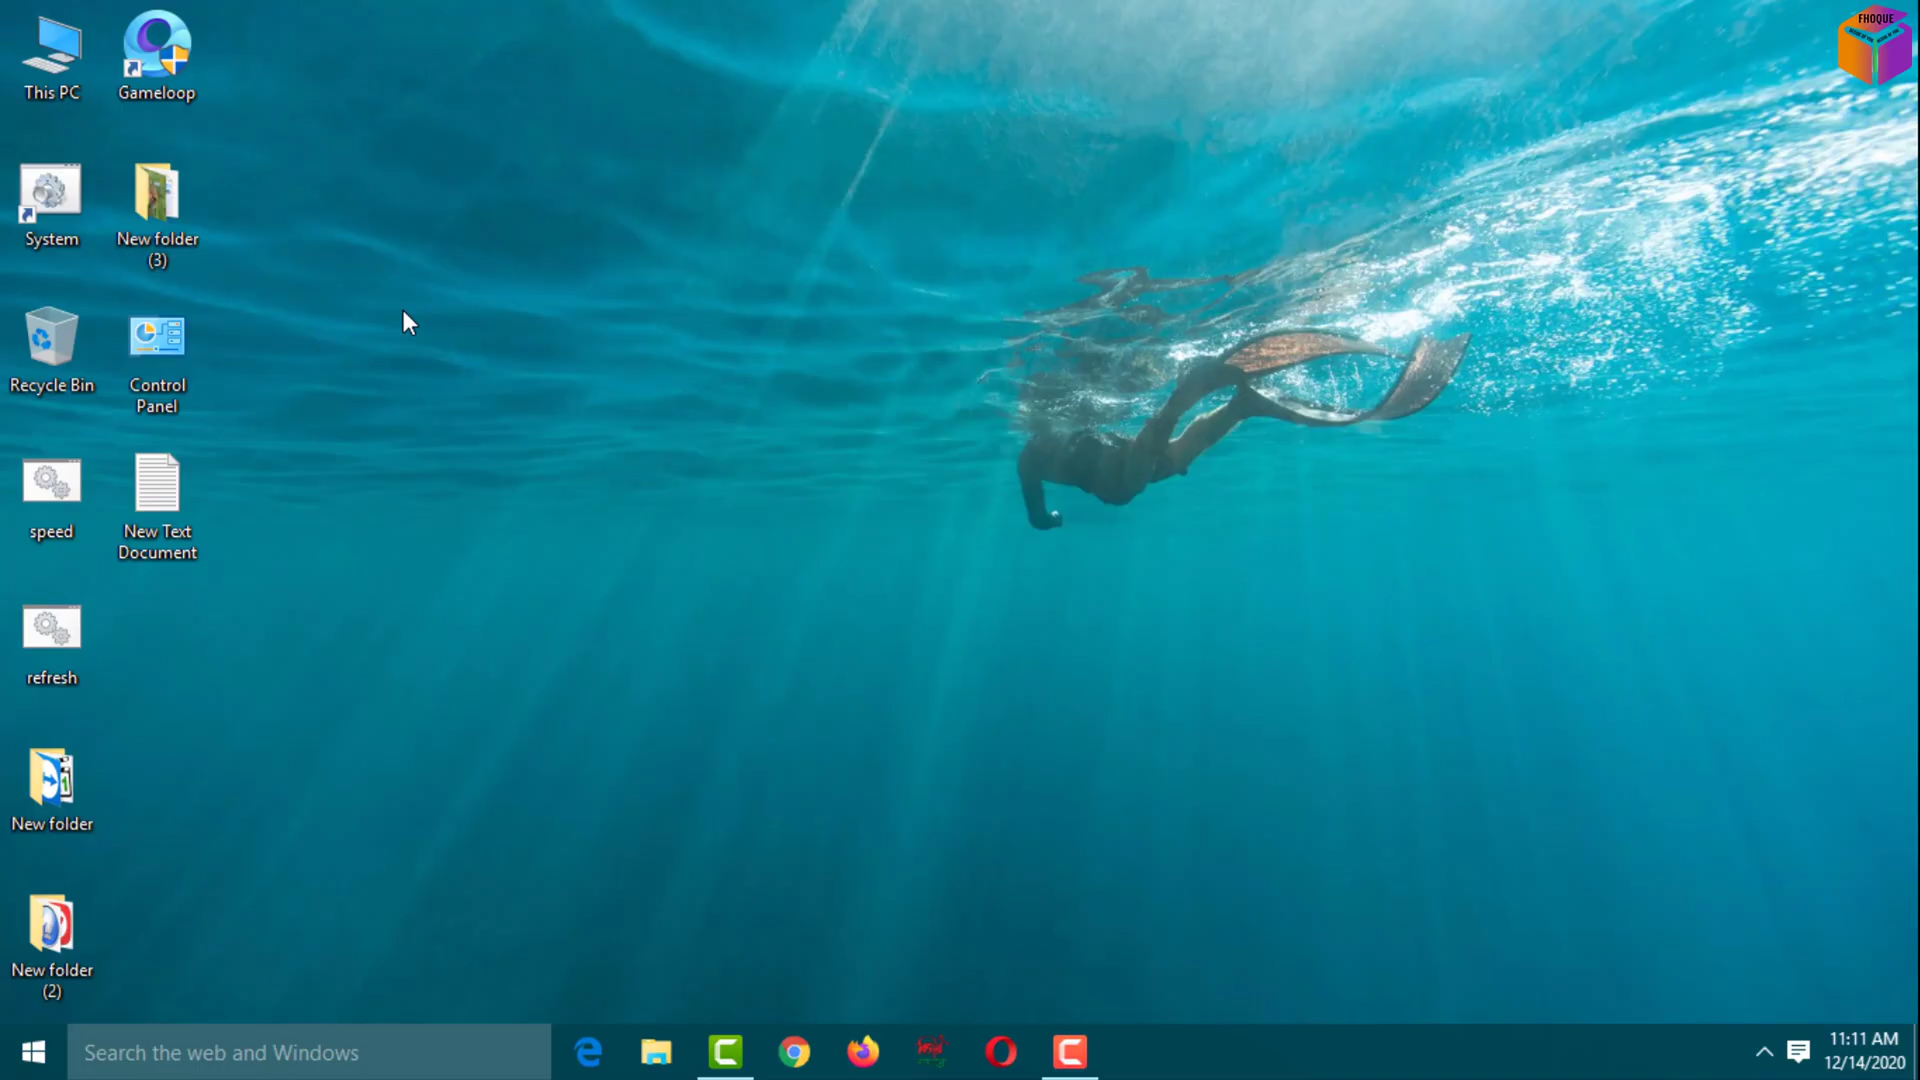 This PC
Gameloop
System
New folder
(3)
Recycle Bin
Control
Panel
speed
New Text
Document
refresh
New folder
New folder
(2)
FHOQUE
Search the web and Windows
11:11 AM
12/14/2020